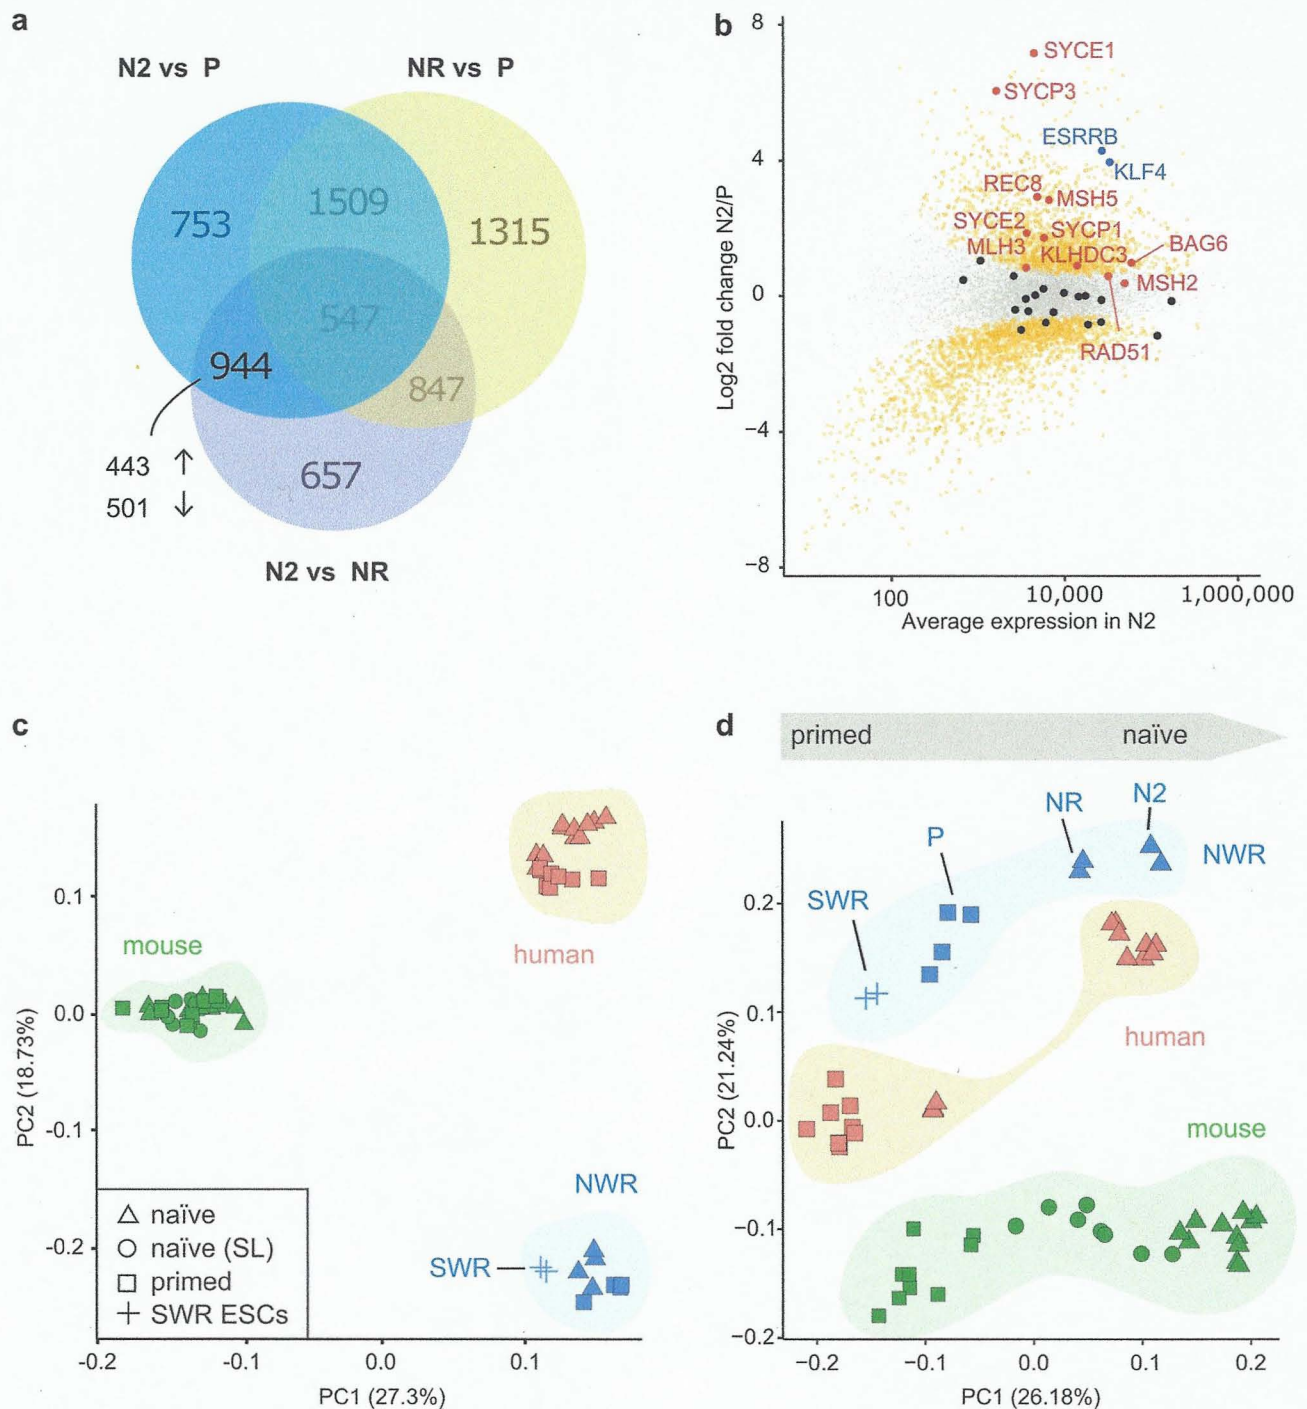 a
N2 vs P
NR vs P
753
1509
1315
547
944
847
443 ↑
501 ↓
657
N2 vs NR
b
8
4
0
−4
−8
Log2 fold change N2/P
SYCE1
SYCP3
ESRRB
KLF4
REC8
MSH5
SYCE2
SYCP1
MLH3
KLHDC3
BAG6
MSH2
RAD51
100
10,000
1,000,000
Average expression in N2
c
0.1
0.0
-0.1
-0.2
PC2 (18.73%)
mouse
human
NWR
SWR
naïve
naïve (SL)
primed
SWR ESCs
-0.2
-0.1
0.0
0.1
PC1 (27.3%)
d
primed
naïve
NR
N2
P
NWR
SWR
human
mouse
0.2
0.1
0.0
−0.1
−0.2
PC2 (21.24%)
−0.2
−0.1
0.0
0.1
0.2
PC1 (26.18%)